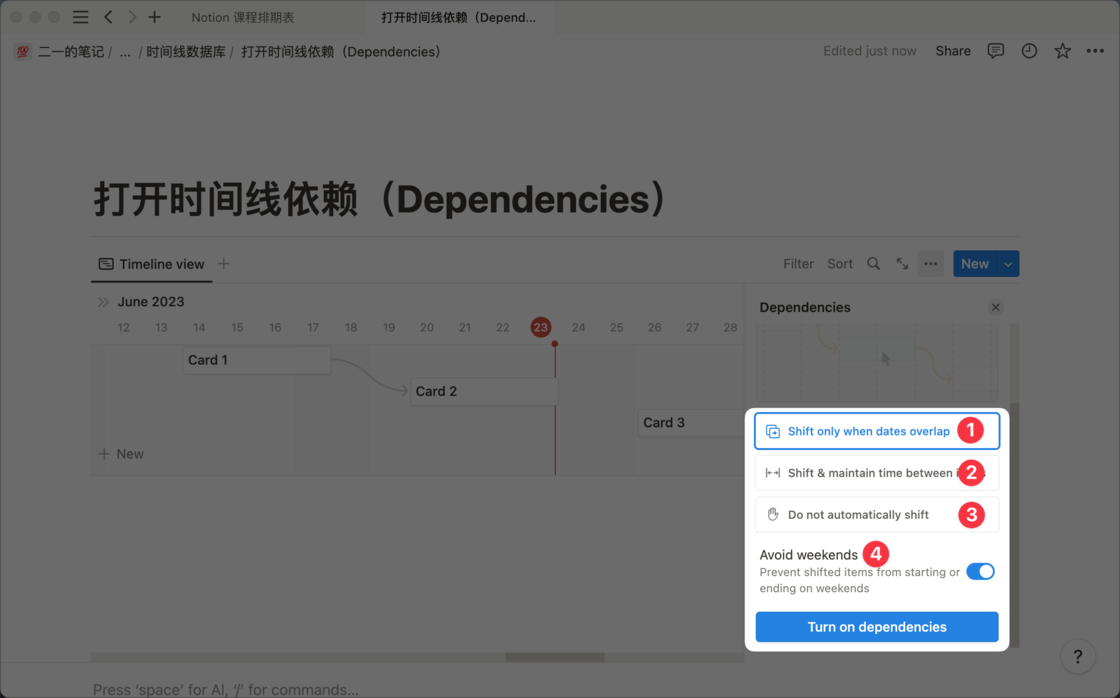 Notion 课程排期表
打开时间线依赖（Depend...
💯 二一的笔记 / ... / 时间线数据库 / 打开时间线依赖（Dependencies）
Edited just now Share
打开时间线依赖（Dependencies）
Timeline view
Filter Sort New
June 2023
12 13 14 15 16 17 18 19 20 21 22 23 24 25 26 27 28
Card 1
Card 2
Card 3
New
Dependencies
Shift only when dates overlap 1
Shift & maintain time between 2
Do not automatically shift 3
Avoid weekends 4
Prevent shifted items from starting or
ending on weekends
Turn on dependencies
?
Press ‘space’ for AI, ‘/’ for commands...